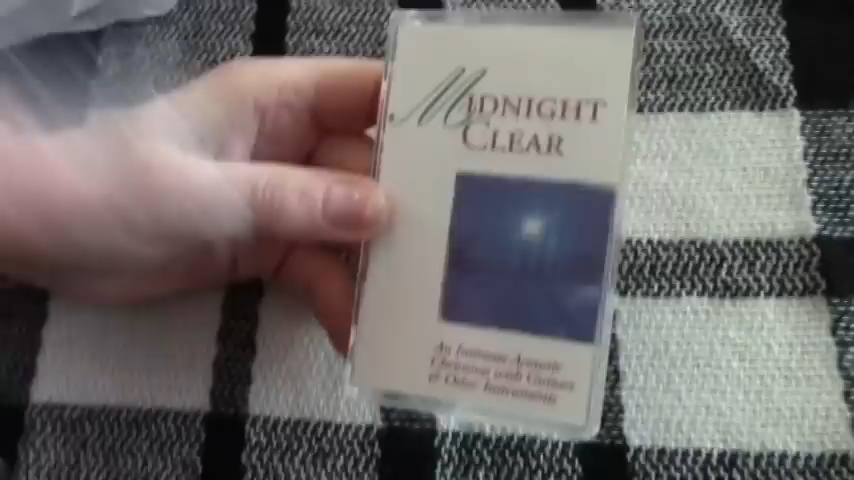 MIDNIGHT
CLEAR
An Intimate Acoustic
Christmas with Guitars
& Other Instruments